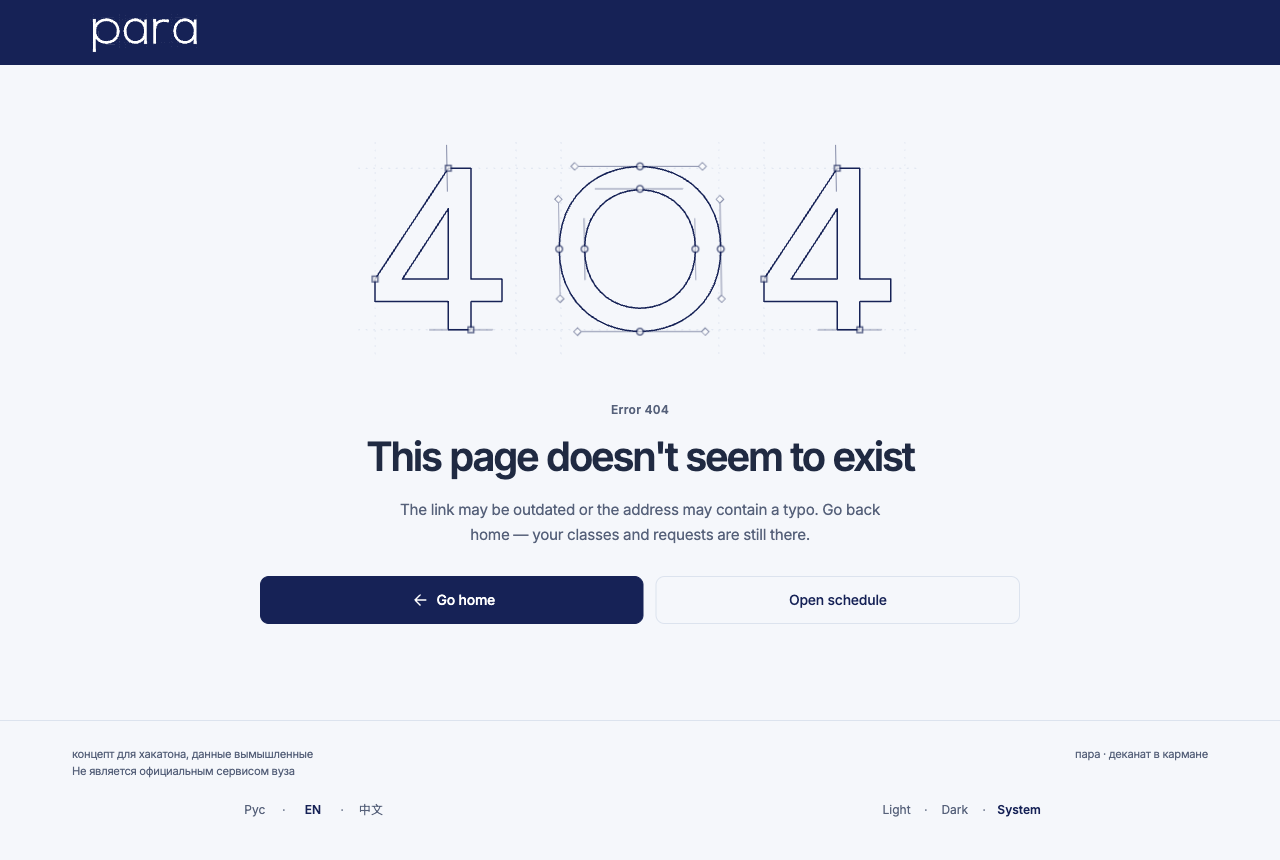 para
404
Error 404
This page doesn't seem to exist
The link may be outdated or the address may contain a typo. Go back
home — your classes and requests are still there.
← Go home
Open schedule
концепт для хакатона, данные вымышленные
Не является официальным сервисом вуза
пара · деканат в кармане
Рус · EN · 中文
Light · Dark · System